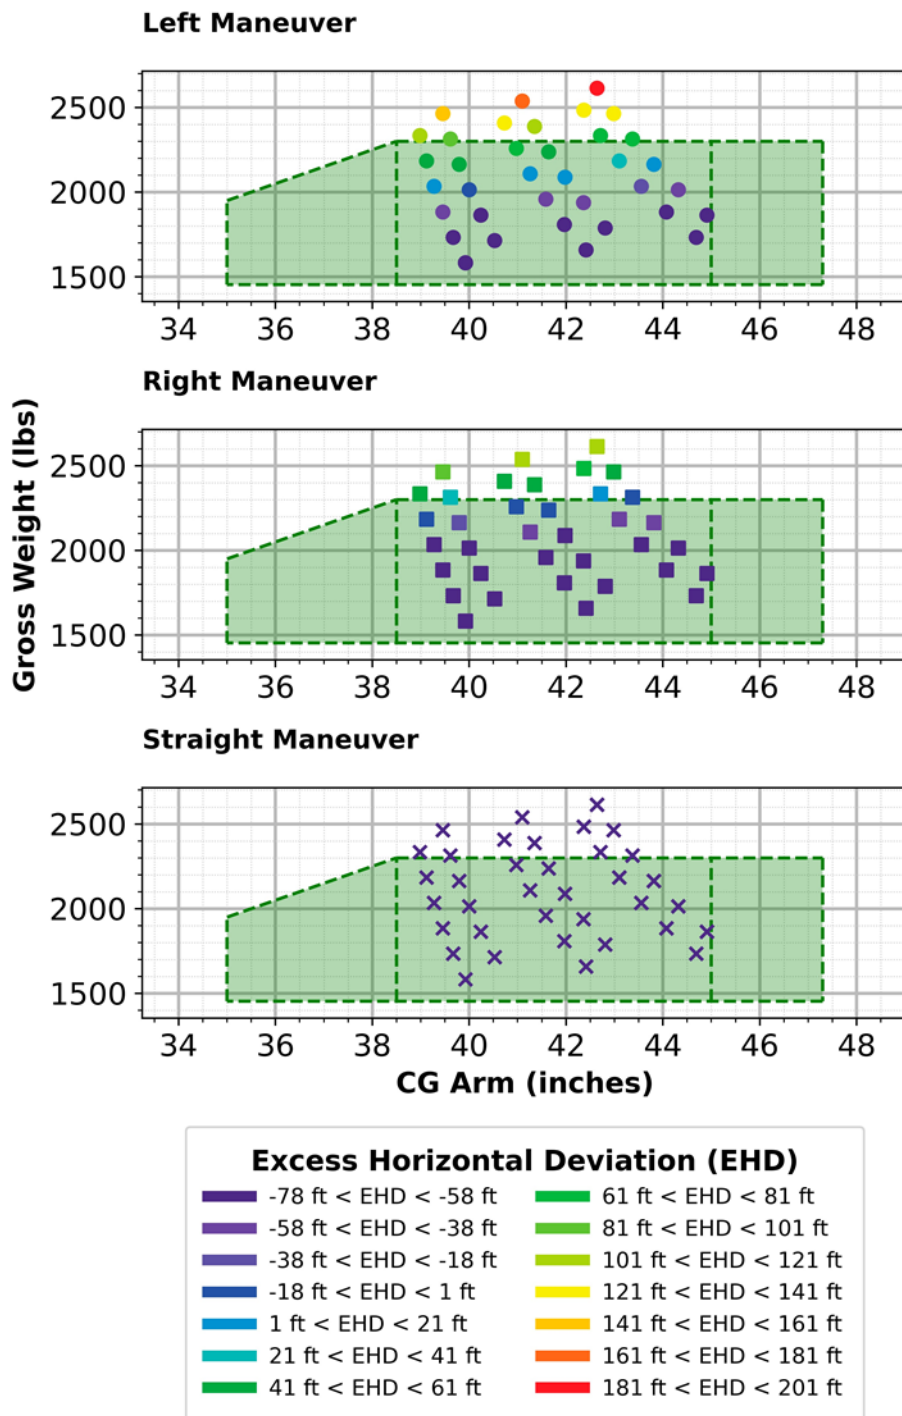 Left Maneuver
2500
2000
1500
34 36 38 40 42 44 46 48
Right Maneuver
Gross Weight (lbs)
2500
2000
1500
34 36 38 40 42 44 46 48
Straight Maneuver
2500
2000
1500
34 36 38 40 42 44 46 48
CG Arm (inches)
Excess Horizontal Deviation (EHD)
-78 ft < EHD < -58 ft
-58 ft < EHD < -38 ft
-38 ft < EHD < -18 ft
-18 ft < EHD < 1 ft
1 ft < EHD < 21 ft
21 ft < EHD < 41 ft
41 ft < EHD < 61 ft
61 ft < EHD < 81 ft
81 ft < EHD < 101 ft
101 ft < EHD < 121 ft
121 ft < EHD < 141 ft
141 ft < EHD < 161 ft
161 ft < EHD < 181 ft
181 ft < EHD < 201 ft